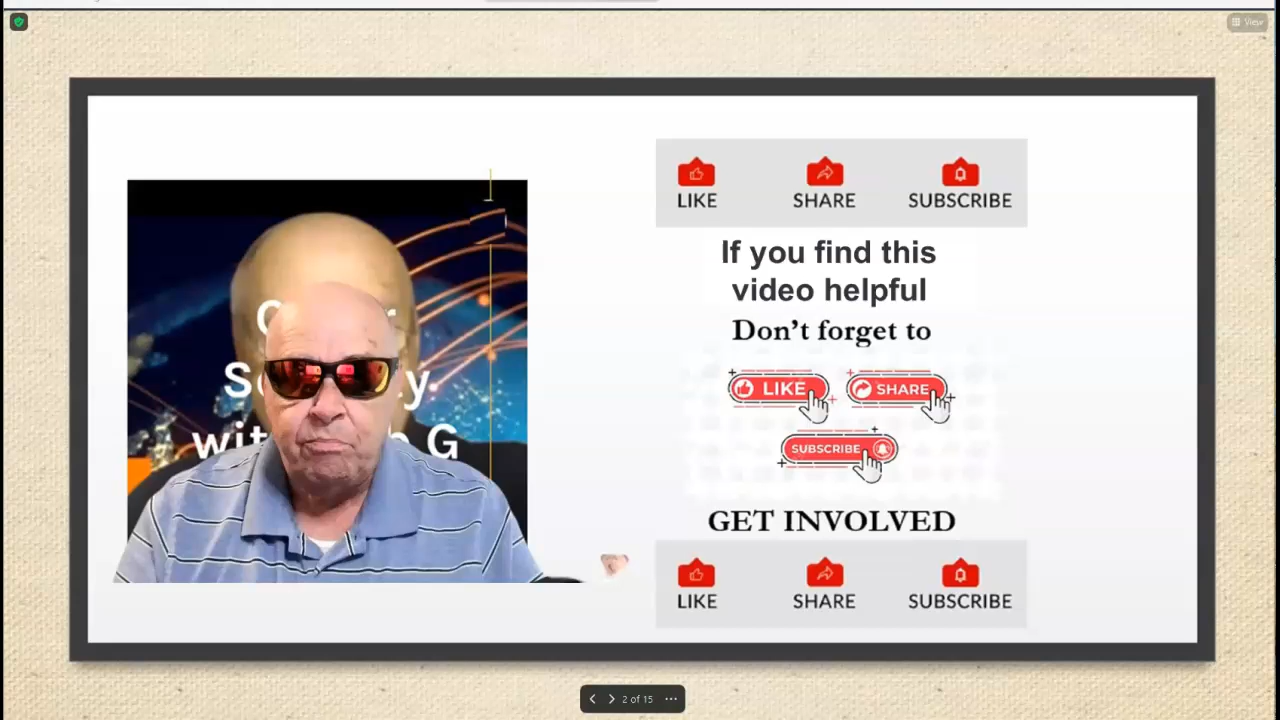 View
LIKE SHARE SUBSCRIBE
If you find this
video helpful
Don't forget to
LIKE SHARE
SUBSCRIBE
GET INVOLVED
LIKE SHARE SUBSCRIBE
with G
2 of 15